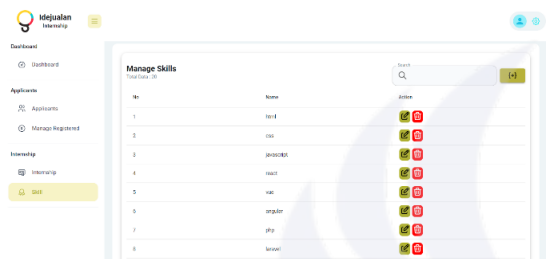 Idejualan
Internship
Dashboard
Dashboard
Applicants
Applicants
Manage Registered
Internship
Internship
Skill
Manage Skills
Total Data : 20
Search
[+]
No Name Action
1 html
2 css
3 javascript
4 react
5 vue
6 angular
7 php
8 laravel